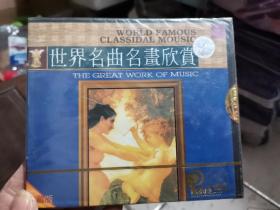 WORLD FAMOUS
CLASSIDAL MOUSIC
世界名曲名畫欣賞
THE GREAT WORK OF MUSIC